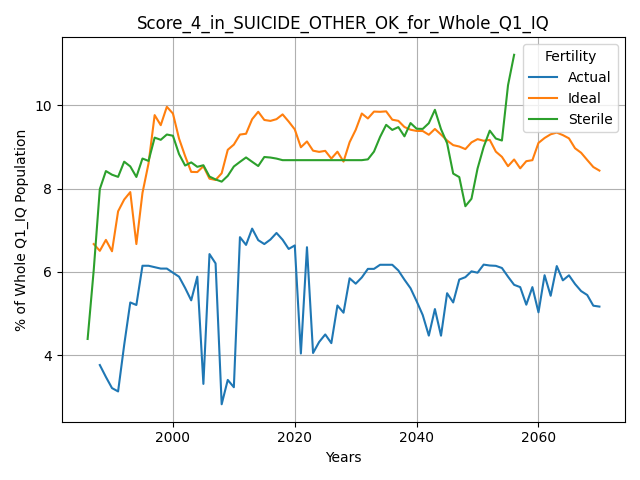 Score_4_in_SUICIDE_OTHER_OK_for_Whole_Q1_IQ
Fertility
Actual
Ideal
Sterile
% of Whole Q1_IQ Population
10
8
6
4
2000
2020
2040
2060
Years